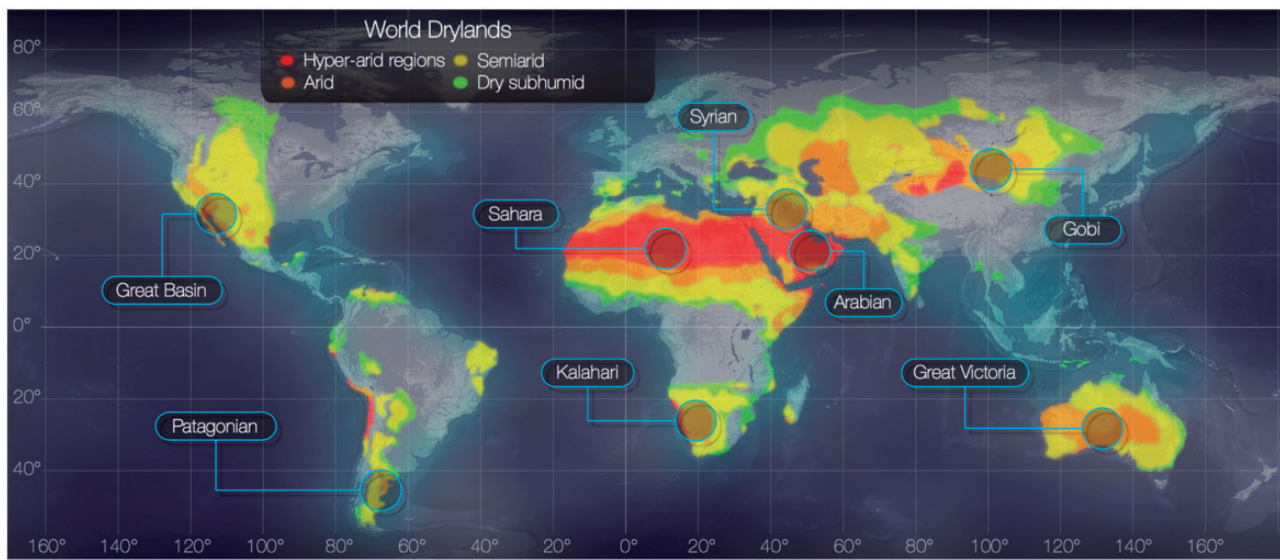 World Drylands
Hyper-arid regions Semiarid
Arid Dry subhumid
80°
60°
Syrian
40°
Sahara
Gobi
20°
Great Basin
Arabian
0°
Kalahari
Great Victoria
20°
Patagonian
40°
160° 140° 120° 100° 80° 60° 40° 20° 0° 20° 40° 60° 80° 100° 120° 140° 160°